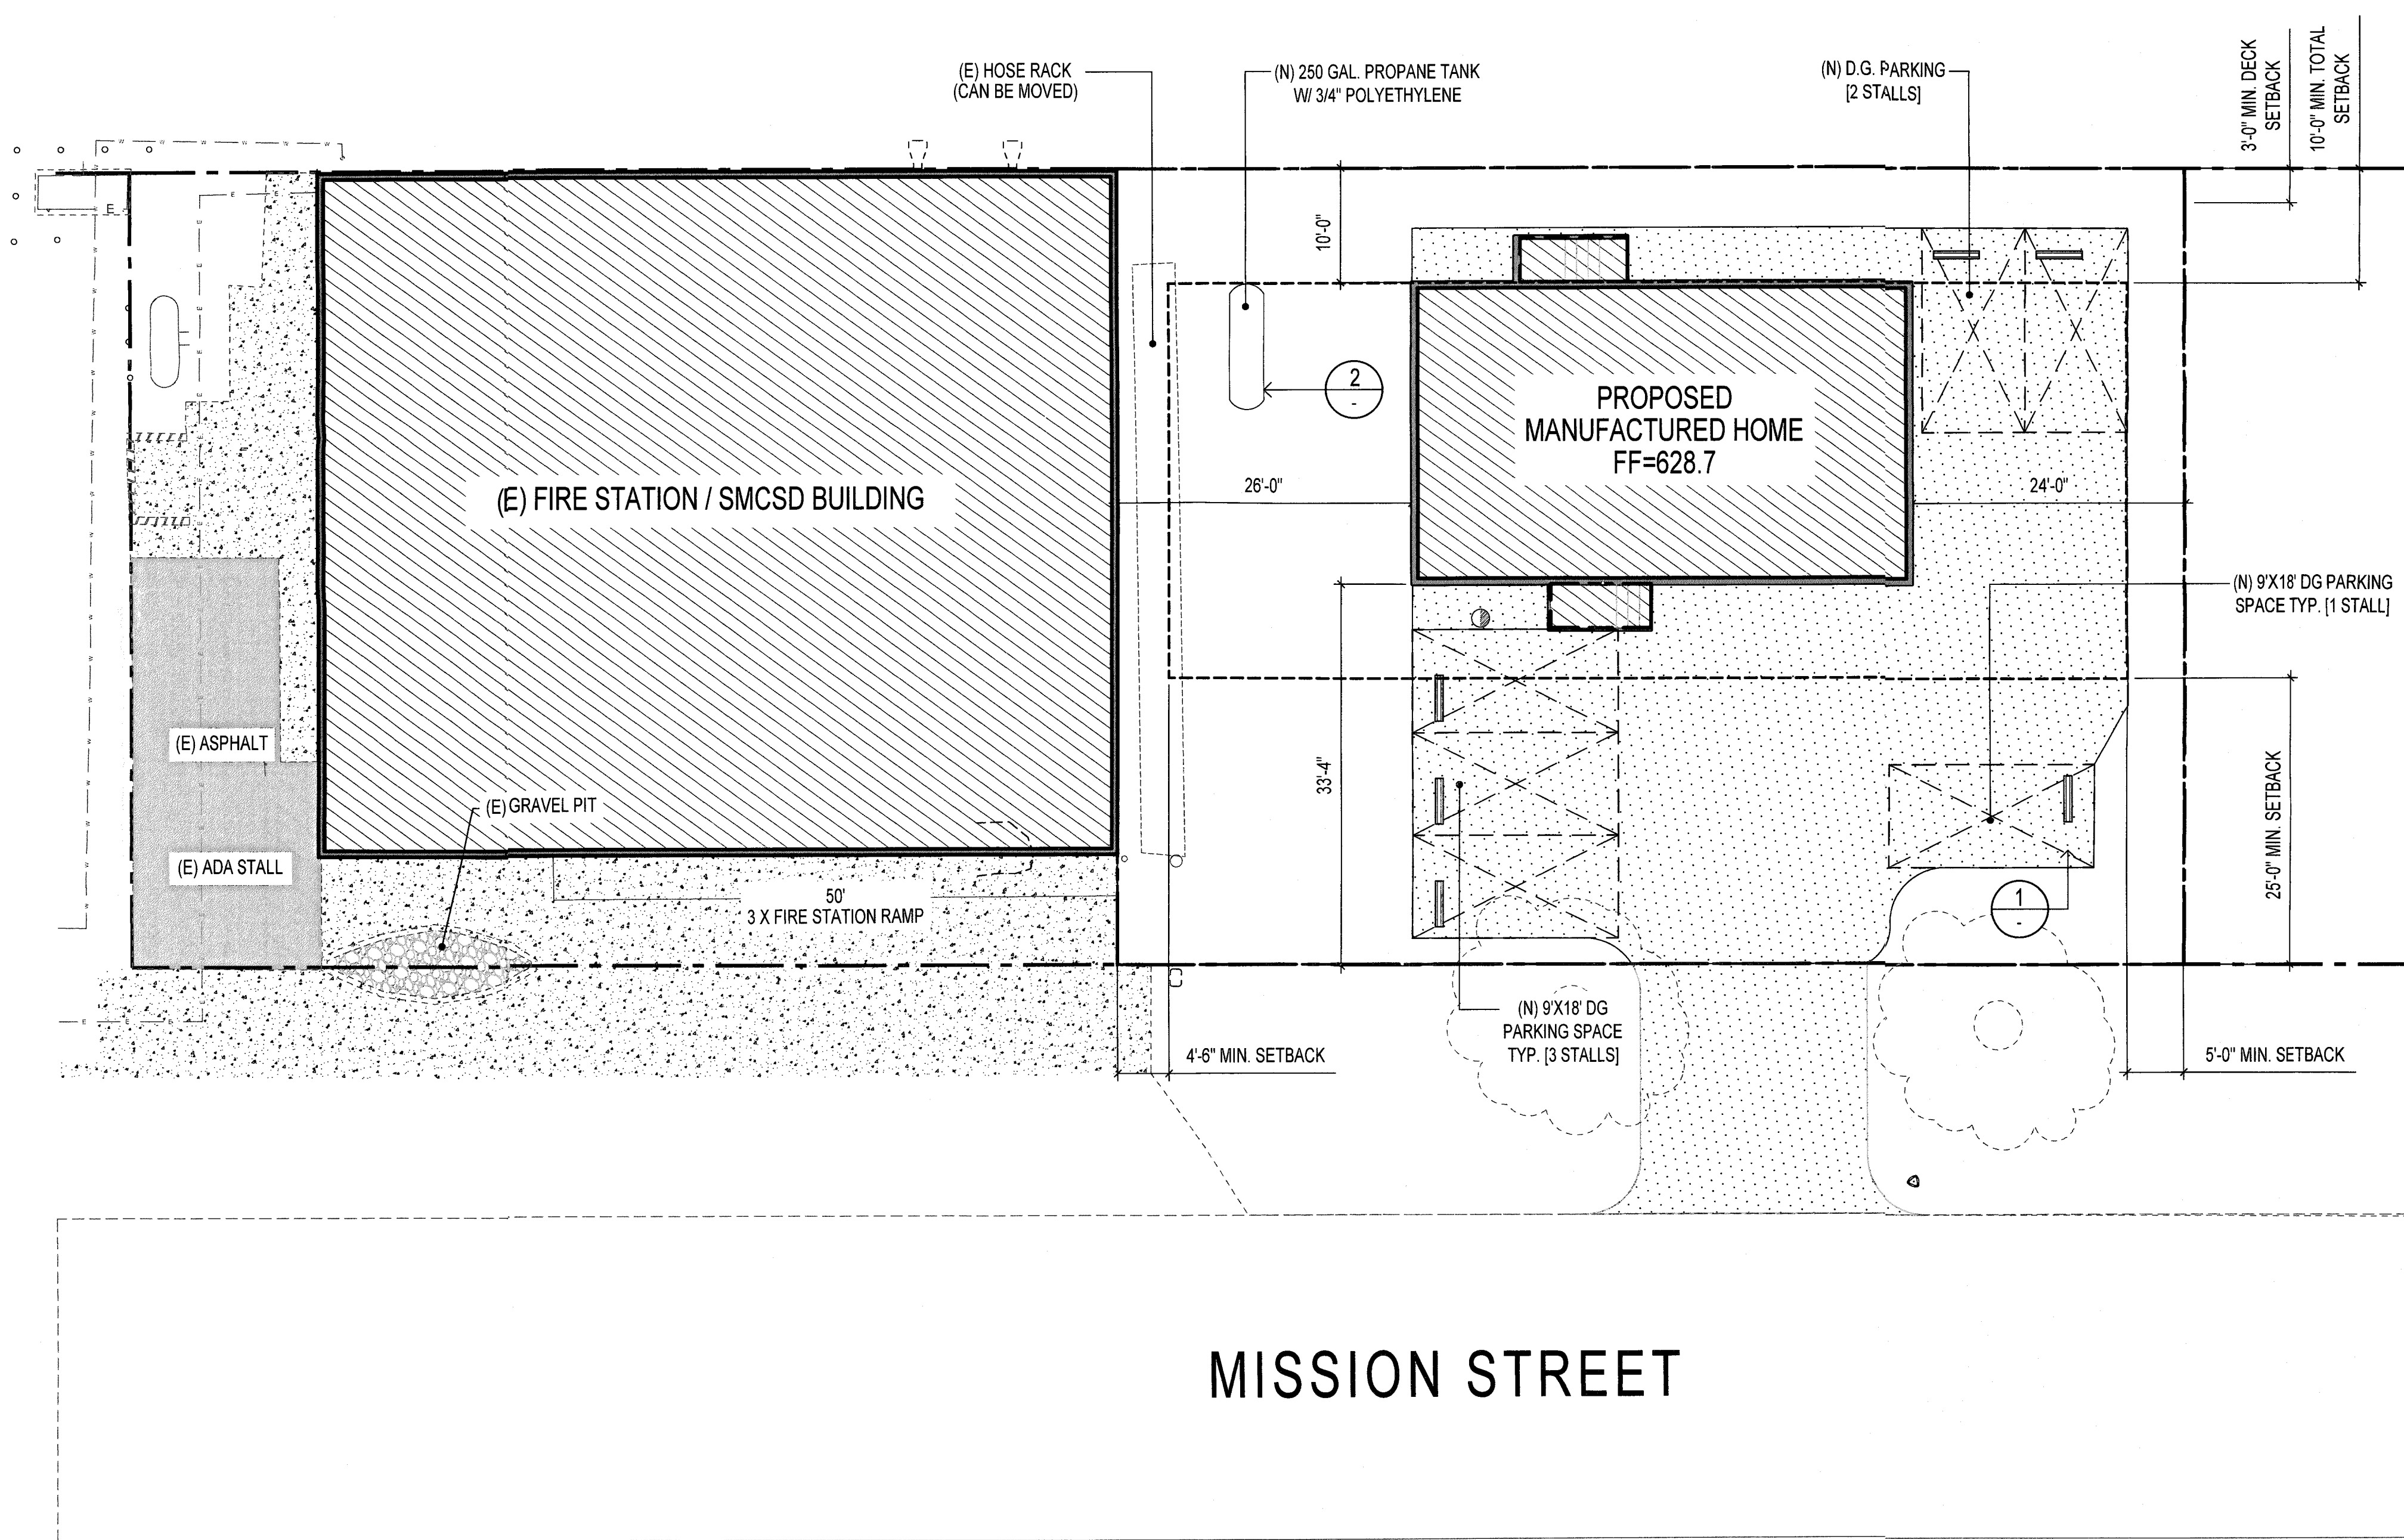 (E) HOSE RACK
(CAN BE MOVED)
(N) 250 GAL. PROPANE TANK
W/ 3/4" POLYETHYLENE
(N) D.G. PARKING
[2 STALLS]
3'-0" MIN. DECK
SETBACK
10'-0" MIN. TOTAL
SETBACK
10'-0"
E
2
-
PROPOSED
MANUFACTURED HOME
FF=628.7
(E) FIRE STATION / SMCSD BUILDING
26'-0"
24'-0"
(N) 9'X18' DG PARKING
SPACE TYP. [1 STALL]
(E) ASPHALT
(E) GRAVEL PIT
33'-4"
25'-0" MIN. SETBACK
(E) ADA STALL
50'
3 X FIRE STATION RAMP
1
-
(N) 9'X18' DG
PARKING SPACE
TYP. [3 STALLS]
4'-6" MIN. SETBACK
5'-0" MIN. SETBACK
MISSION STREET